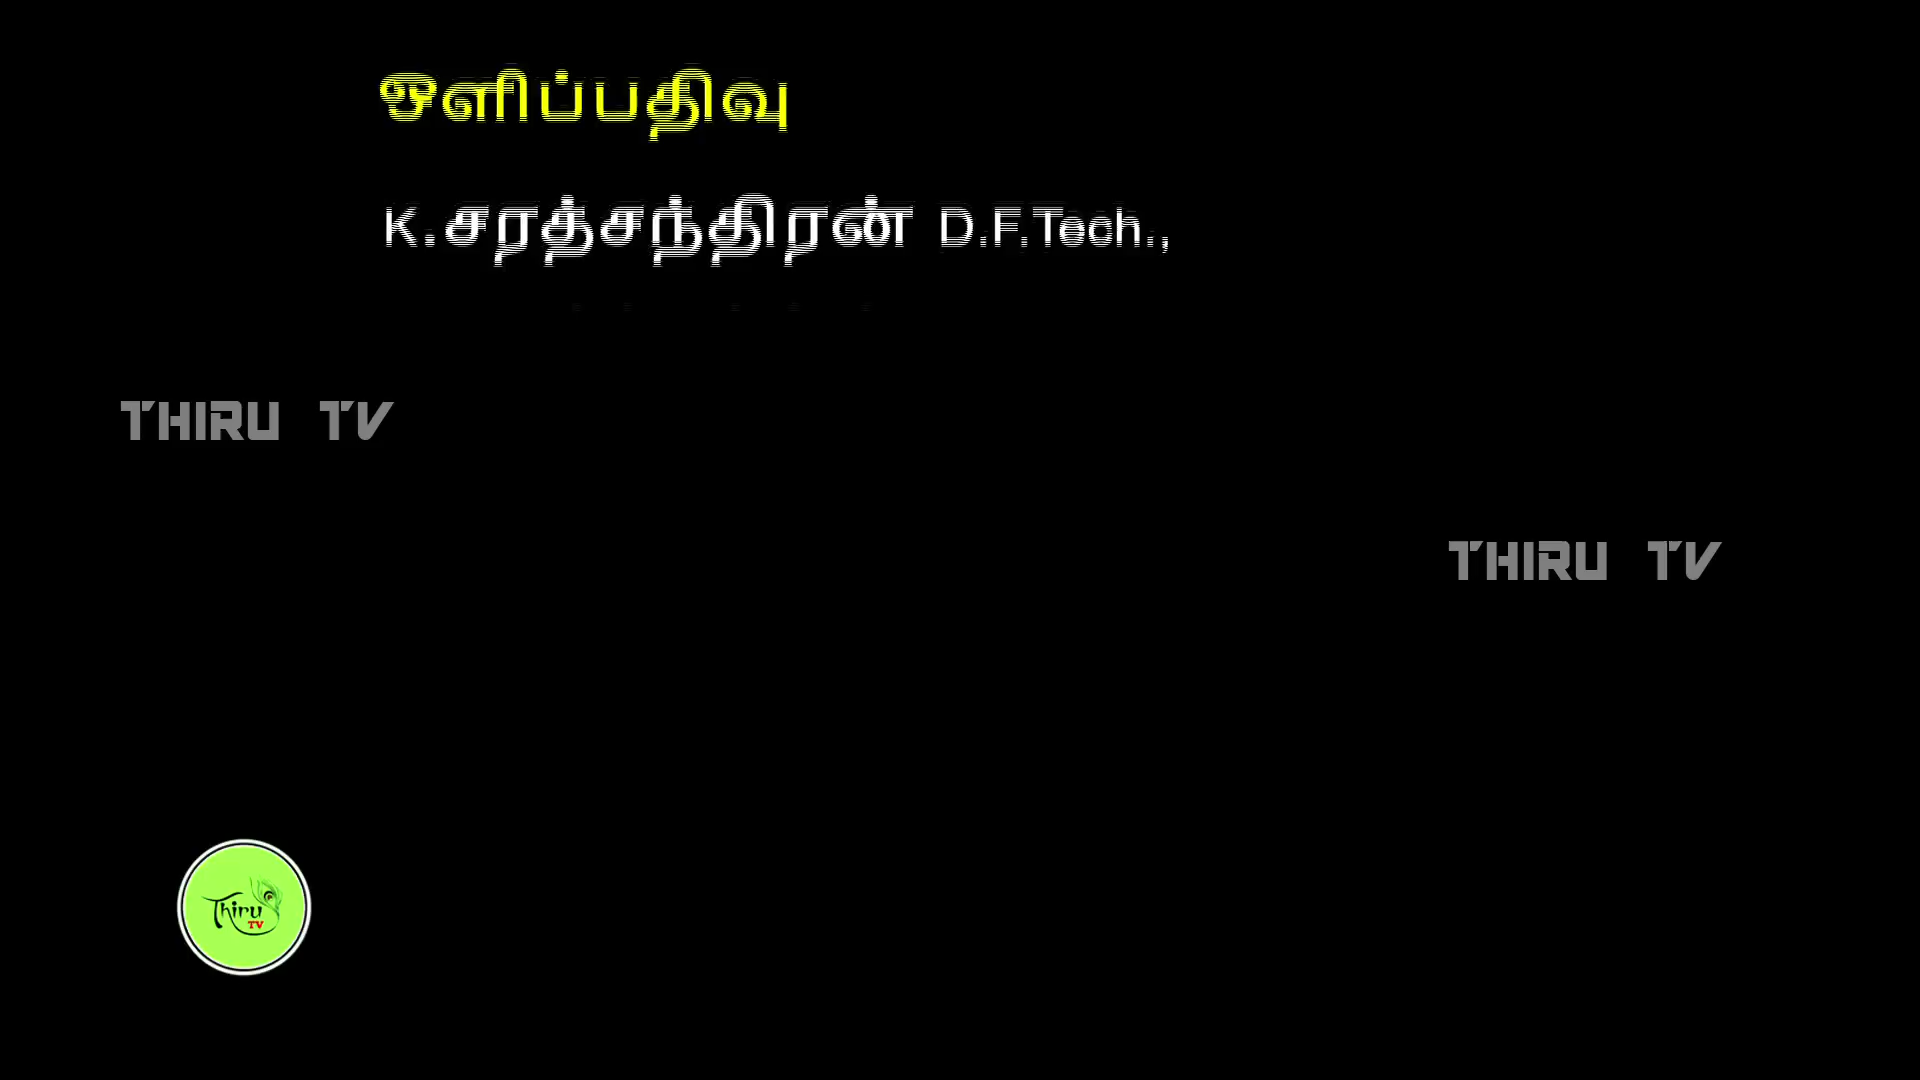 ஒளிப்பதிவு
K.சரத்சந்திரன் D.F.Tech.,
THIRU TV
THIRU TV
Thiru
TV